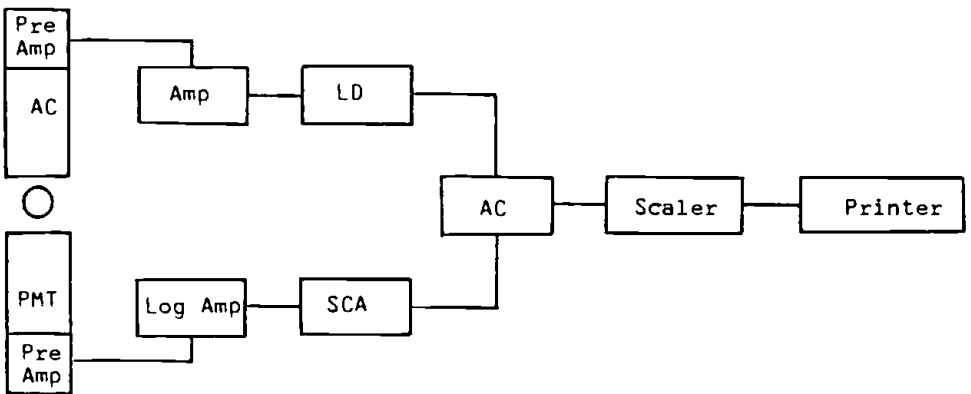 Pre
Amp
AC
Amp
LD
AC
Scaler
Printer
PMT
Pre
Amp
Log Amp
SCA